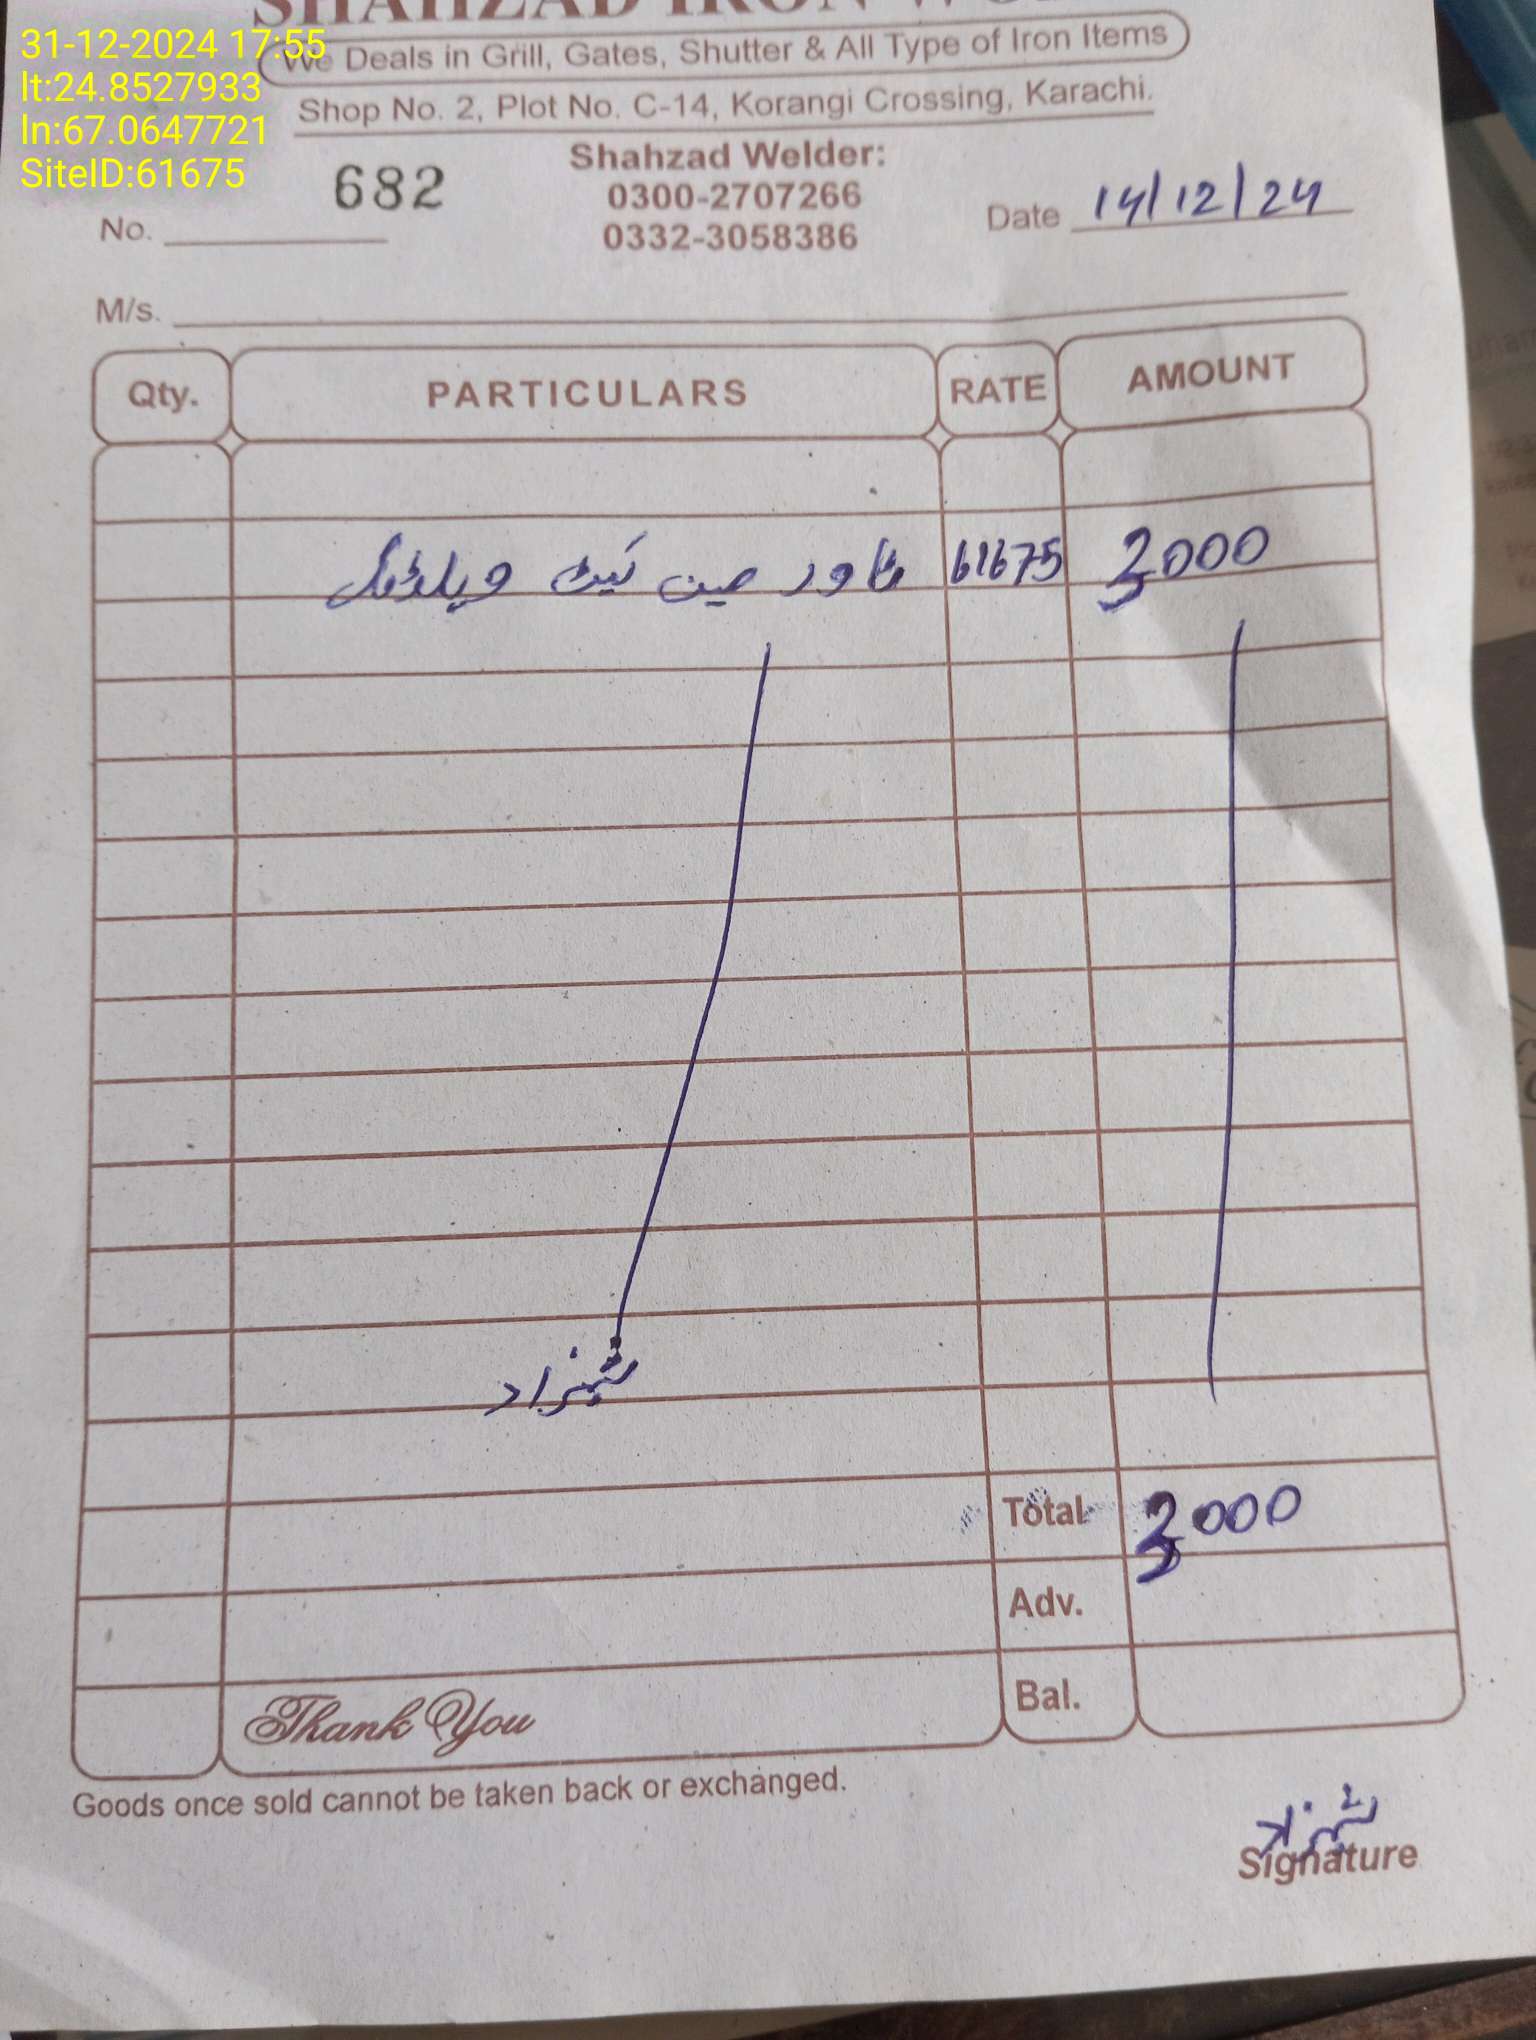 31-12-2024 17:55
lt:24.8527933
ln:67.0647721
SiteID:61675
SHAHZAD IRON
We Deals in Grill, Gates, Shutter & All Type of Iron Items
Shop No. 2, Plot No. C-14, Korangi Crossing, Karachi.
Shahzad Welder:
0300-2707266
0332-3058386
No. 682
Date 14/12/24
M/s.
Qty. PARTICULARS RATE AMOUNT
ٹاور مین گیٹ ویلڈنگ 61675 3000
شہزاد
Total 3000
Adv.
Bal.
Thank You
Goods once sold cannot be taken back or exchanged.
شہزاد
Signature